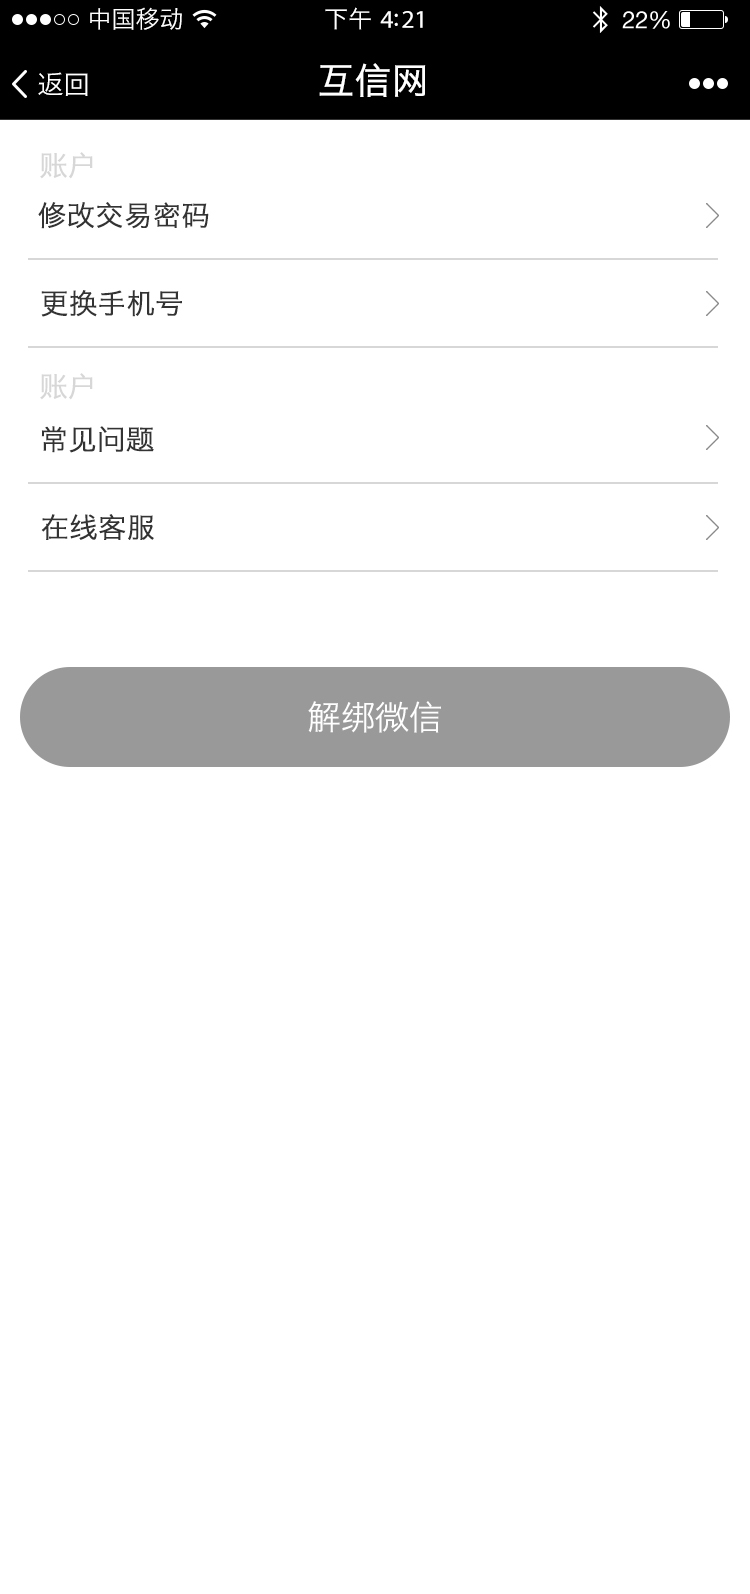 中国移动 下午 4:21 22%
返回 互信网
账户
修改交易密码
更换手机号
账户
常见问题
在线客服
解绑微信